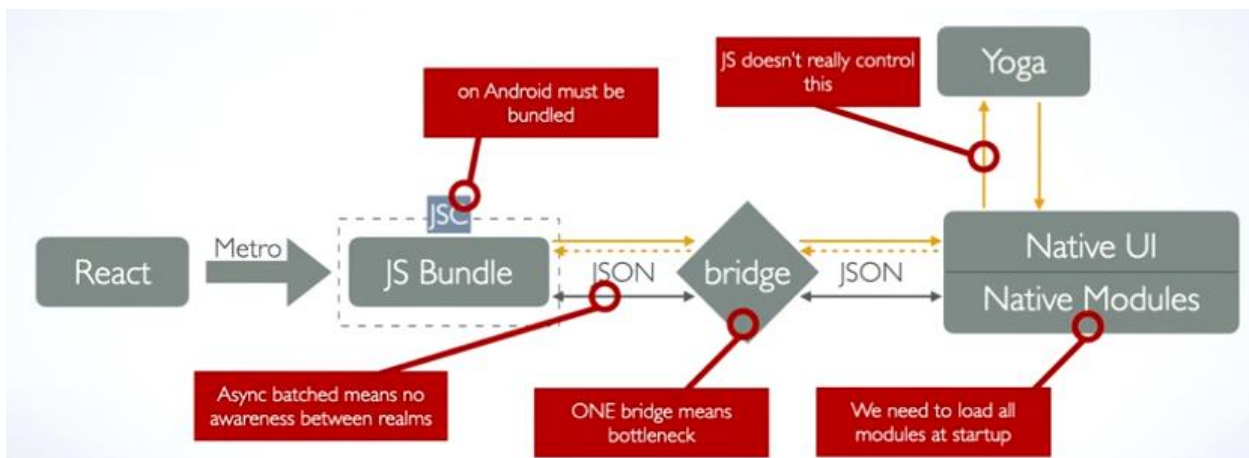 on Android must be
bundled
JS doesn't really control
this
Yoga
JSC
React
Metro
JS Bundle
JSON
bridge
JSON
Native UI
Native Modules
Async batched means no
awareness between realms
ONE bridge means
bottleneck
We need to load all
modules at startup